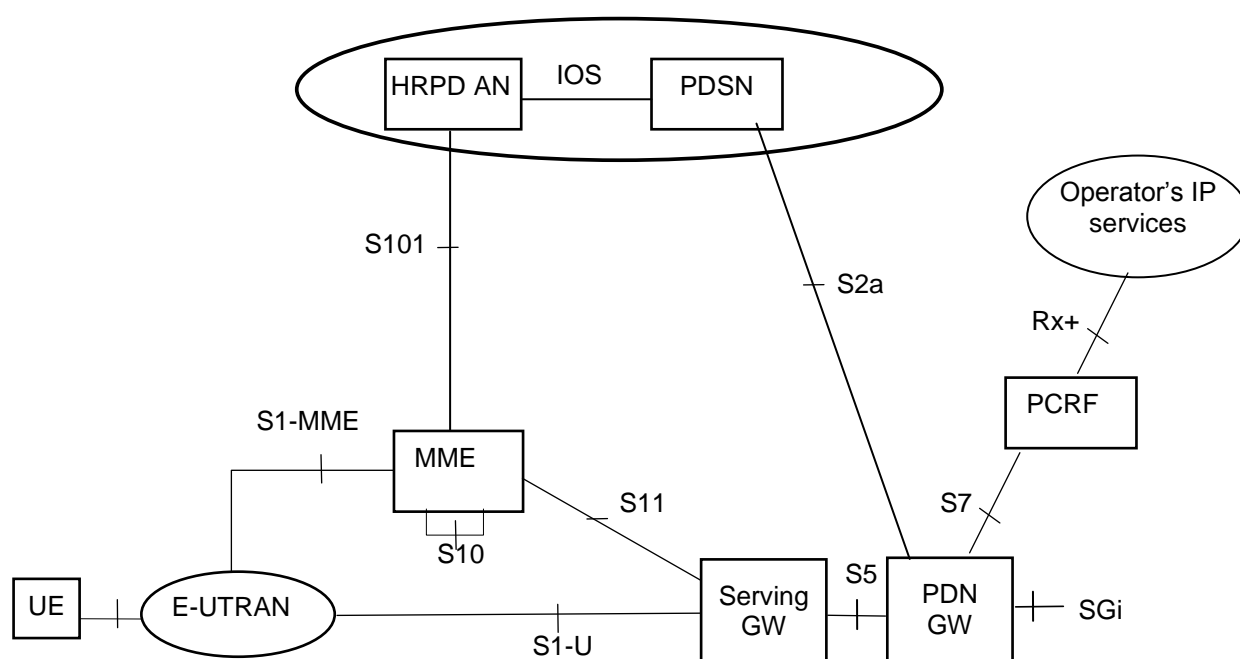 HRPD AN
IOS
PDSN
Operator's IP
services
S101
S2a
Rx+
PCRF
S1-MME
MME
S11
S7
S10
S5
UE
E-UTRAN
Serving
GW
PDN
GW
SGi
S1-U